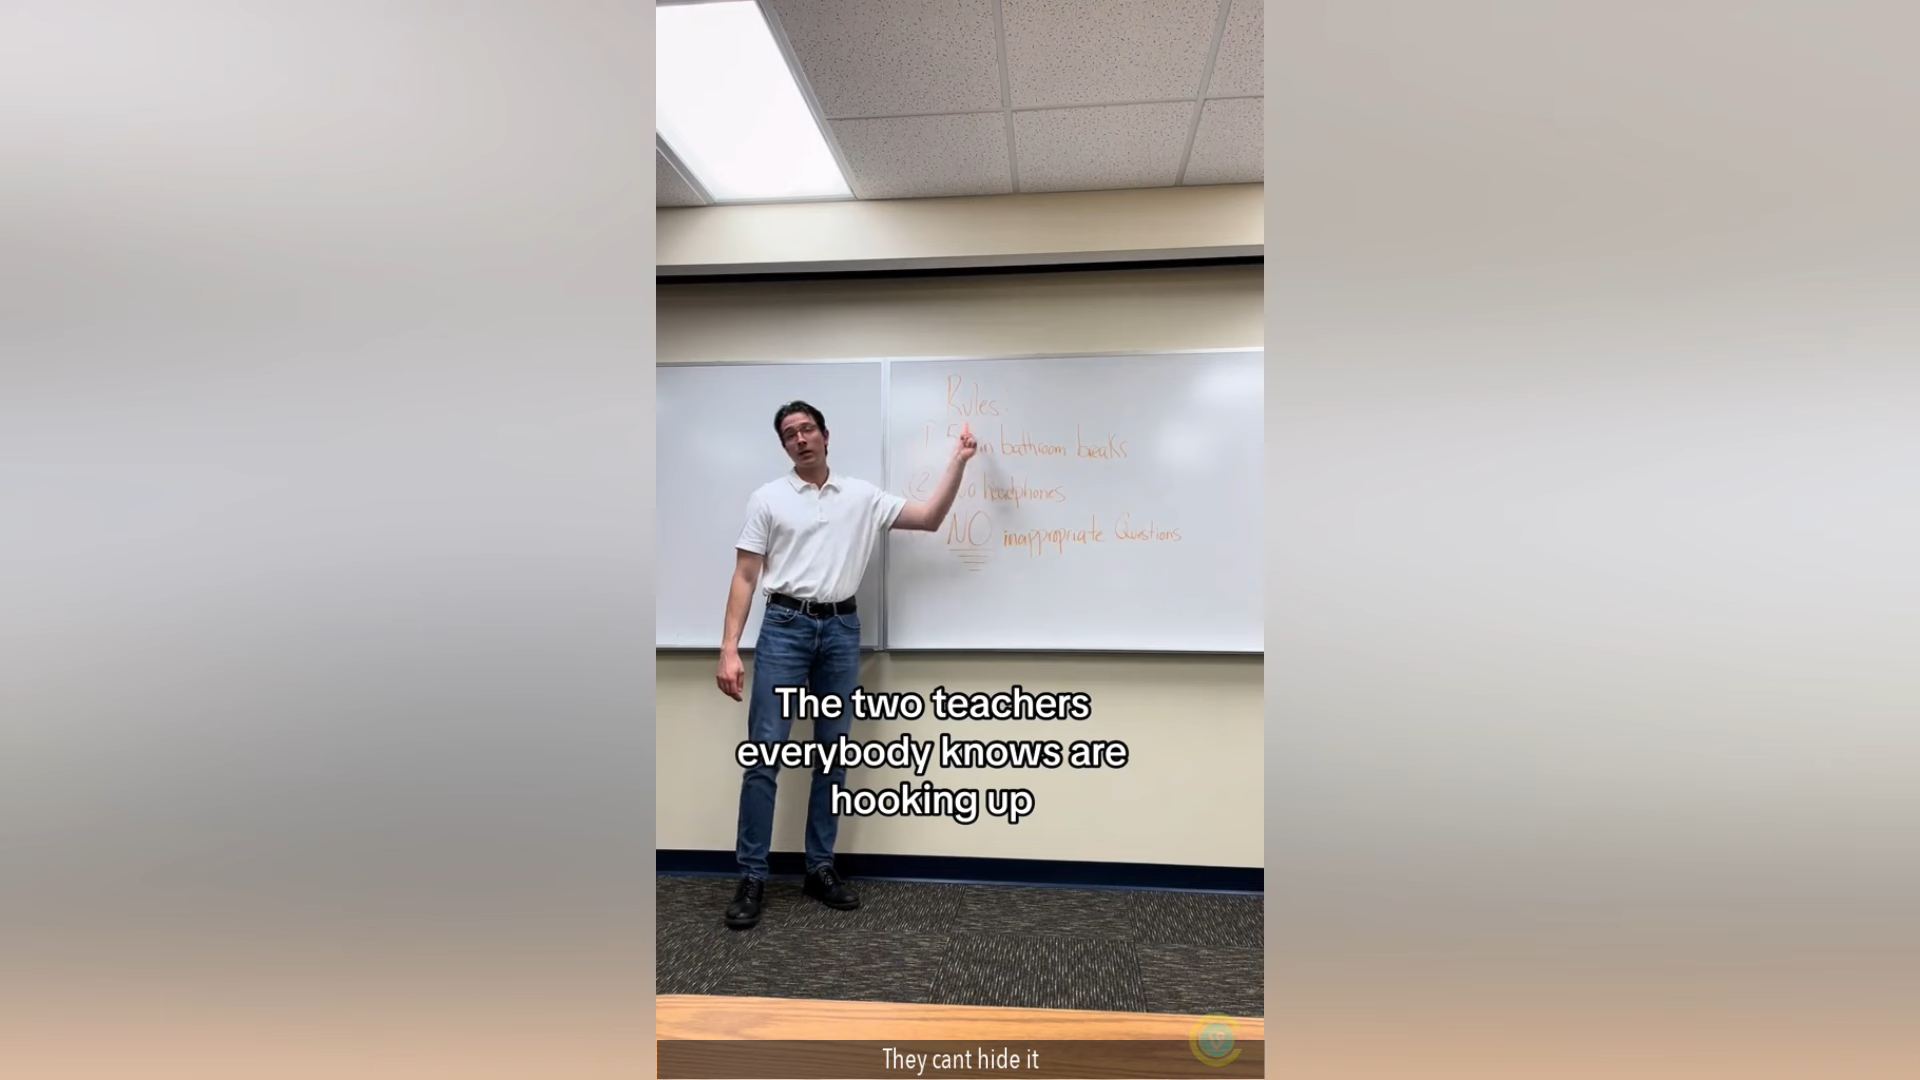 Rules:
bathroom breaks
headphones
NO inappropriate Questions
The two teachers
everybody knows are
hooking up
They cant hide it